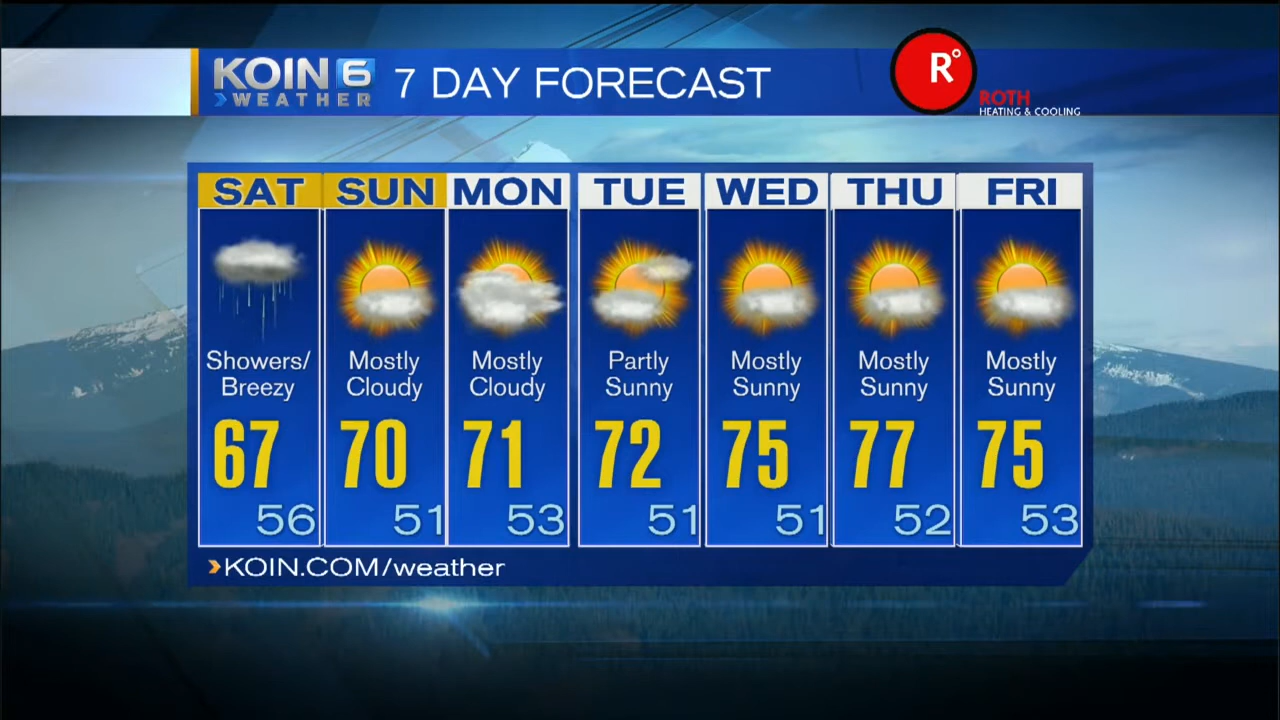 KOIN 6
WEATHER
7 DAY FORECAST
R°
ROTH
HEATING & COOLING
SAT SUN MON TUE WED THU FRI
Showers/ Mostly Mostly Partly Mostly Mostly Mostly
Breezy Cloudy Cloudy Sunny Sunny Sunny Sunny
67 70 71 72 75 77 75
56 51 53 51 51 52 53
KOIN.COM/weather